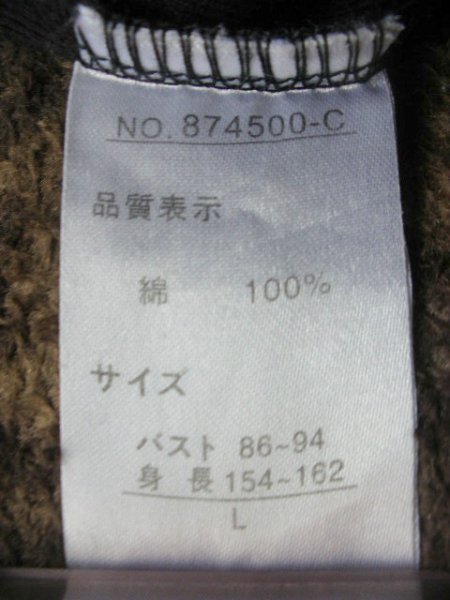 NO. 874500-C
品質表示
綿 100%
サイズ
バスト 86~94
身長 154~162
L